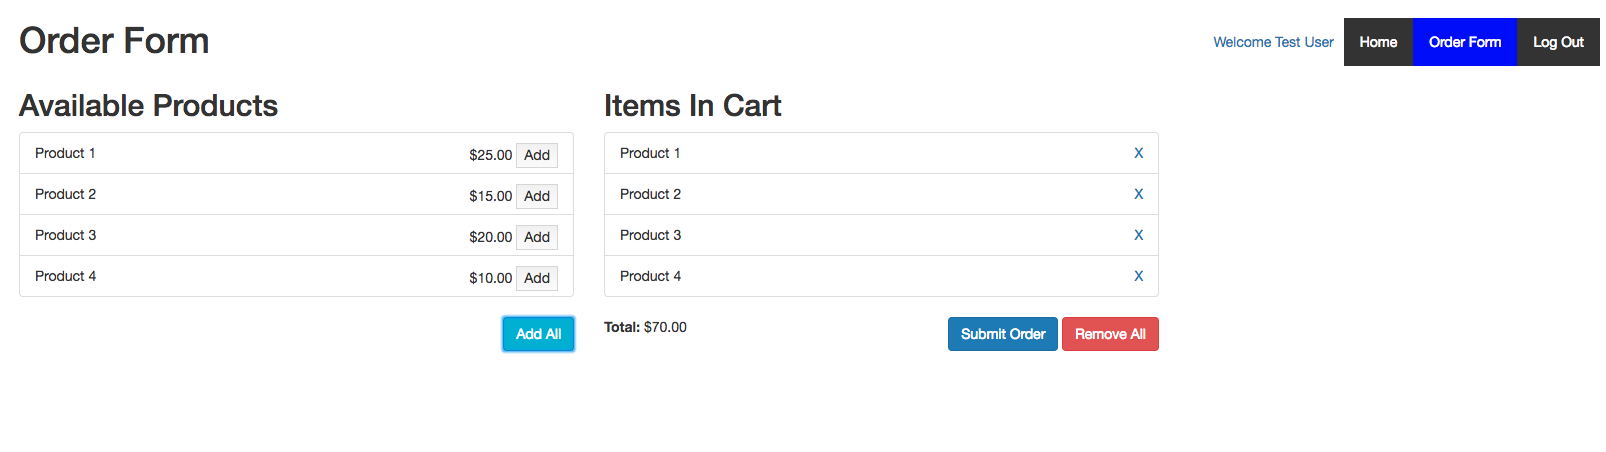 Order Form
Welcome Test User Home Order Form Log Out
Available Products
Product 1 $25.00 Add
Product 2 $15.00 Add
Product 3 $20.00 Add
Product 4 $10.00 Add
Add All
Items In Cart
Product 1 X
Product 2 X
Product 3 X
Product 4 X
Total: $70.00 Submit Order Remove All